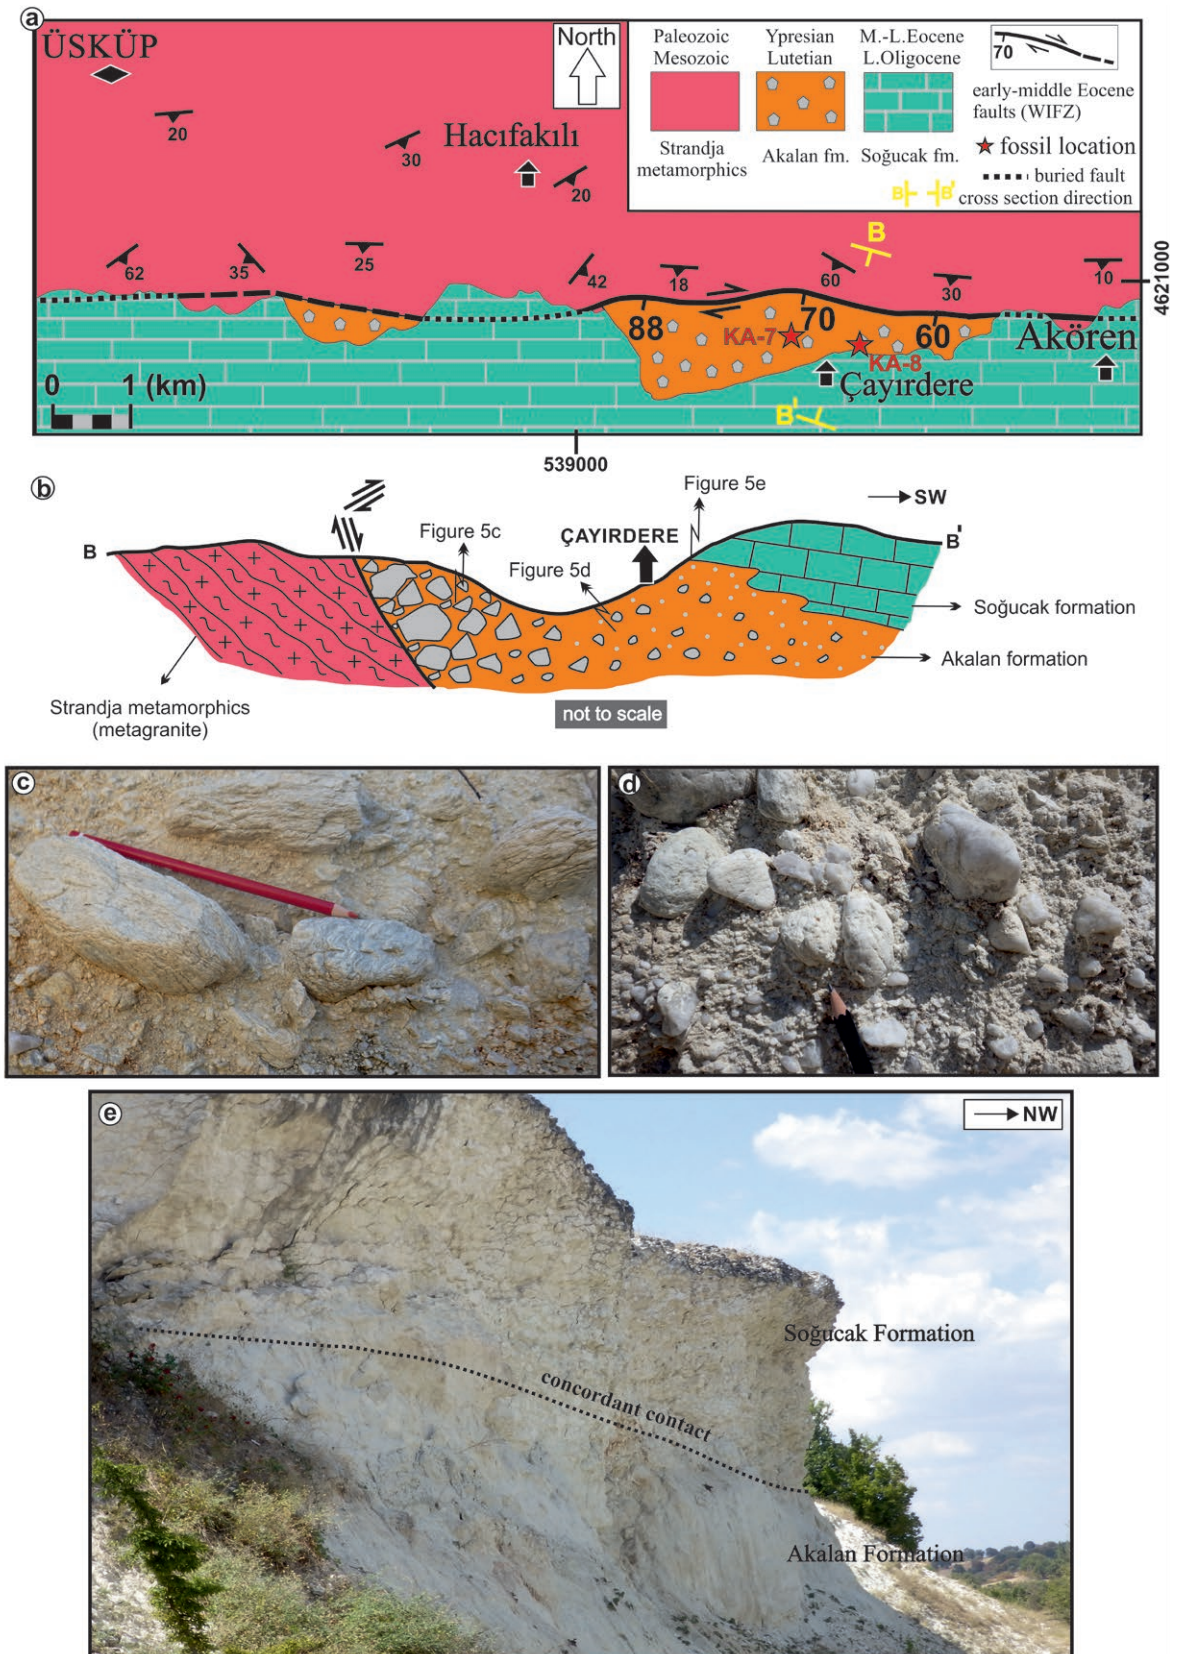 a
ÜSKÜP
North
Paleozoic
Mesozoic
Ypresian
Lutetian
M.-L.Eocene
L.Oligocene
70
early-middle Eocene
faults (WIFZ)
Strandja
metamorphics
Akalan fm.
Soğucak fm.
fossil location
buried fault
B B'
cross section direction
20
30
Hacıfakılı
20
B
62
35
25
42
18
60
30
10
4621000
88
KA-7
70
60
KA-8
Akören
0 1 (km)
Çayırdere
B'
539000
b
Figure 5e
SW
B
Figure 5c
ÇAYIRDERE
Figure 5d
B'
Soğucak formation
Akalan formation
Strandja metamorphics
(metagranite)
not to scale
c
d
e
NW
Soğucak Formation
concordant contact
Akalan Formation